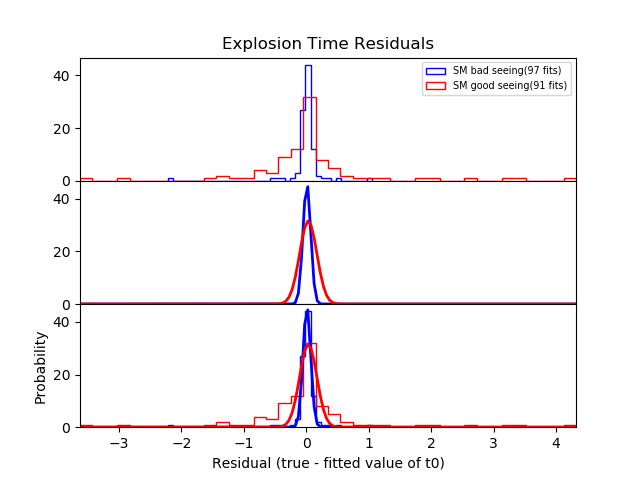 Explosion Time Residuals
SM bad seeing(97 fits)
SM good seeing(91 fits)
40
20
0
40
20
0
40
20
0
Probability
−3 −2 −1 0 1 2 3 4
Residual (true - fitted value of t0)